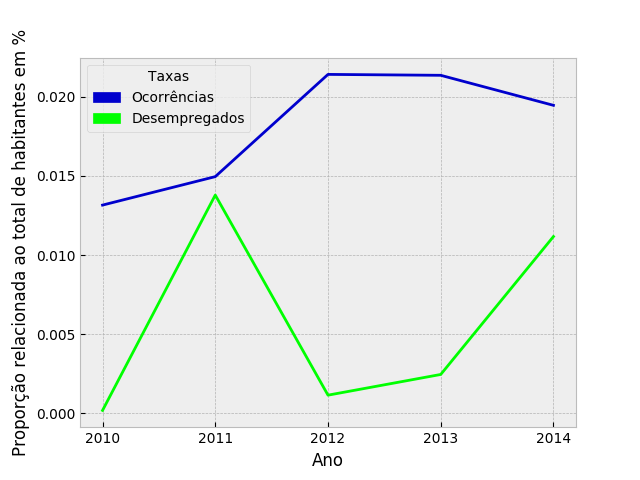 Proporção relacionada ao total de habitantes em %
Taxas
Ocorrências
Desempregados
0.020
0.015
0.010
0.005
0.000
2010 2011 2012 2013 2014
Ano